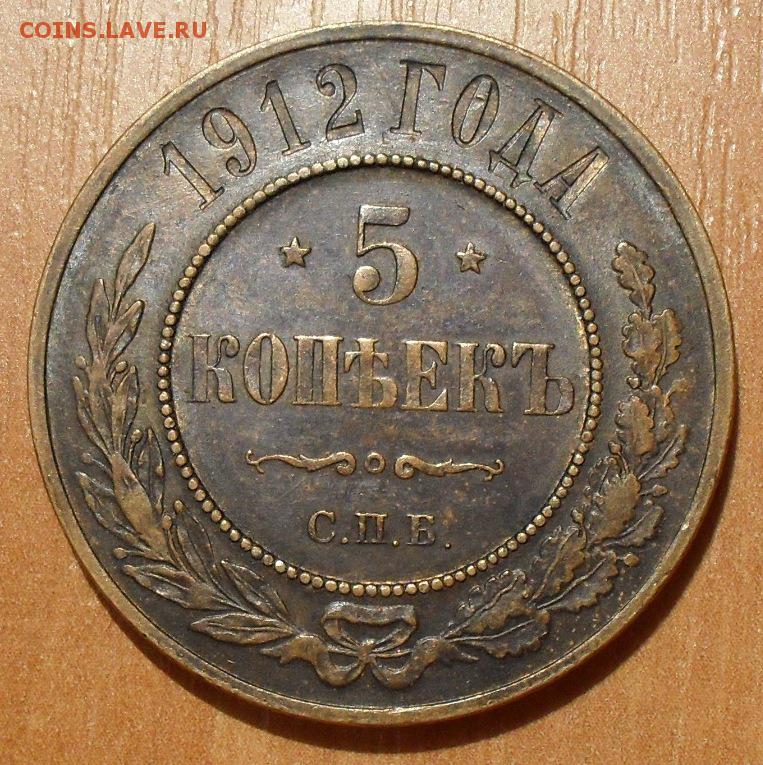 COINS.LAVE.RU
1912 ГОДА
5
КОПѢЕКЪ
С.П.Б.